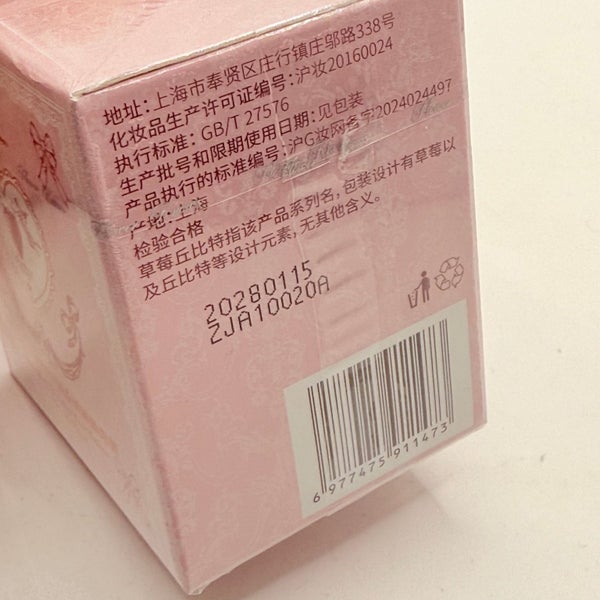 地址: 上海市奉贤区庄行镇庄邬路338号
化妆品生产许可证编号: 沪妆20160024
执行标准: GB/T 27576
生产批号和限期使用日期: 见包装
产品执行的标准编号: 沪G妆网备字2024024497
产地: 上海
检验合格
草莓丘比特指该产品系列名, 包装设计有草莓以
及丘比特等设计元素, 无其他含义。
20280115
ZJA10020A
6 977475 911473